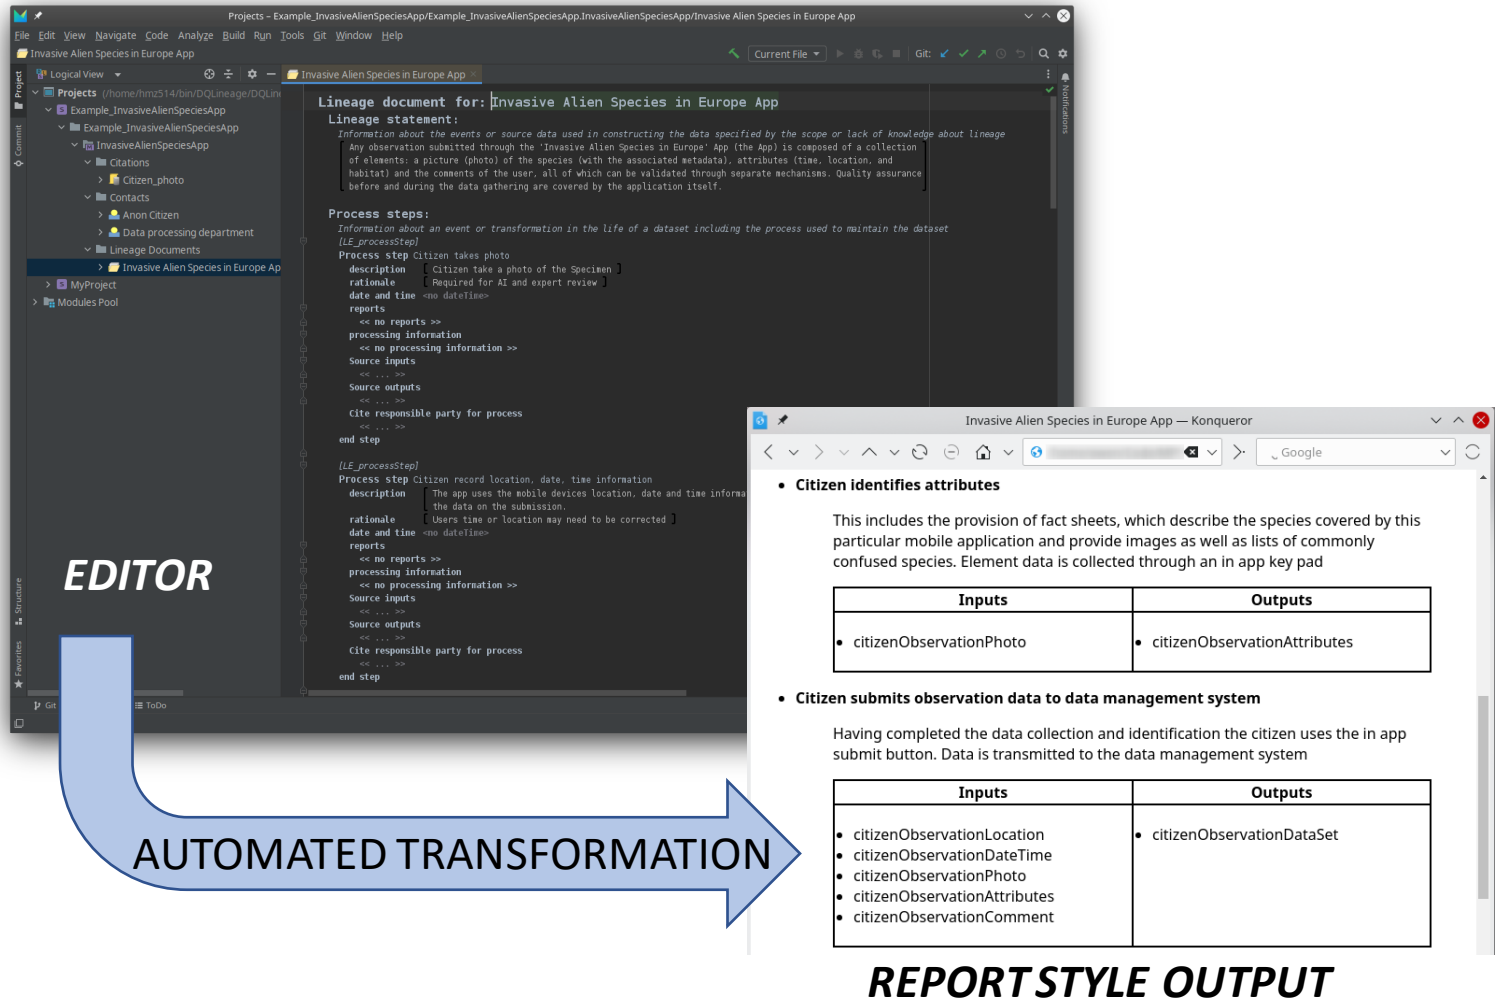 Projects – Example_InvasiveAlienSpeciesApp/Example_InvasiveAlienSpeciesApp.InvasiveAlienSpeciesApp/Invasive Alien Species in Europe App
File Edit View Navigate Code Analyze Build Run Tools Git Window Help
Invasive Alien Species in Europe App
Current File
Git:
Project
Commit
Structure
Favorites
Logical View
Projects (/home/hmz514/bin/DQLineage/DQLine
Example_InvasiveAlienSpeciesApp
Example_InvasiveAlienSpeciesApp
InvasiveAlienSpeciesApp
Citations
Citizen_photo
Contacts
Anon Citizen
Data processing department
Lineage Documents
Invasive Alien Species in Europe Ap
MyProject
Modules Pool
Invasive Alien Species in Europe App
Notifications
Lineage document for: Invasive Alien Species in Europe App
Lineage statement:
Information about the events or source data used in constructing the data specified by the scope or lack of knowledge about lineage
Any observation submitted through the 'Invasive Alien Species in Europe' App (the App) is composed of a collection
of elements: a picture (photo) of the species (with the associated metadata), attributes (time, location, and
habitat) and the comments of the user, all of which can be validated through separate mechanisms. Quality assurance
before and during the data gathering are covered by the application itself.
Process steps:
Information about an event or transformation in the life of a dataset including the process used to maintain the dataset
[LE_processStep]
Process step Citizen takes photo
description [ Citizen take a photo of the Specimen ]
rationale [ Required for AI and expert review ]
date and time <no dateTime>
reports
<< no reports >>
processing information
<< no processing information >>
Source inputs
<< ... >>
Source outputs
<< ... >>
Cite responsible party for process
<< ... >>
end step
[LE_processStep]
Process step Citizen record location, date, time information
description The app uses the mobile devices location, date and time informa
the data on the submission.
rationale [ Users time or location may need to be corrected ]
date and time <no dateTime>
reports
<< no reports >>
processing information
<< no processing information >>
Source inputs
<< ... >>
Source outputs
<< ... >>
Cite responsible party for process
<< ... >>
end step
Git
ToDo
EDITOR
AUTOMATED TRANSFORMATION
Invasive Alien Species in Europe App — Konqueror
Google
• Citizen identifies attributes
This includes the provision of fact sheets, which describe the species covered by this
particular mobile application and provide images as well as lists of commonly
confused species. Element data is collected through an in app key pad
Inputs Outputs
• citizenObservationPhoto • citizenObservationAttributes
• Citizen submits observation data to data management system
Having completed the data collection and identification the citizen uses the in app
submit button. Data is transmitted to the data management system
Inputs Outputs
• citizenObservationLocation • citizenObservationDataSet
• citizenObservationDateTime
• citizenObservationPhoto
• citizenObservationAttributes
• citizenObservationComment
REPORT STYLE OUTPUT